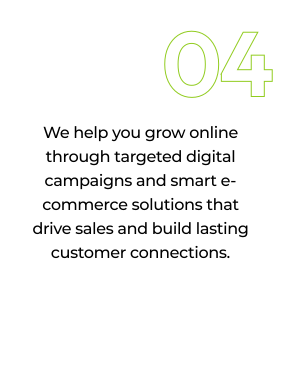 04
We help you grow online
through targeted digital
campaigns and smart e-
commerce solutions that
drive sales and build lasting
customer connections.